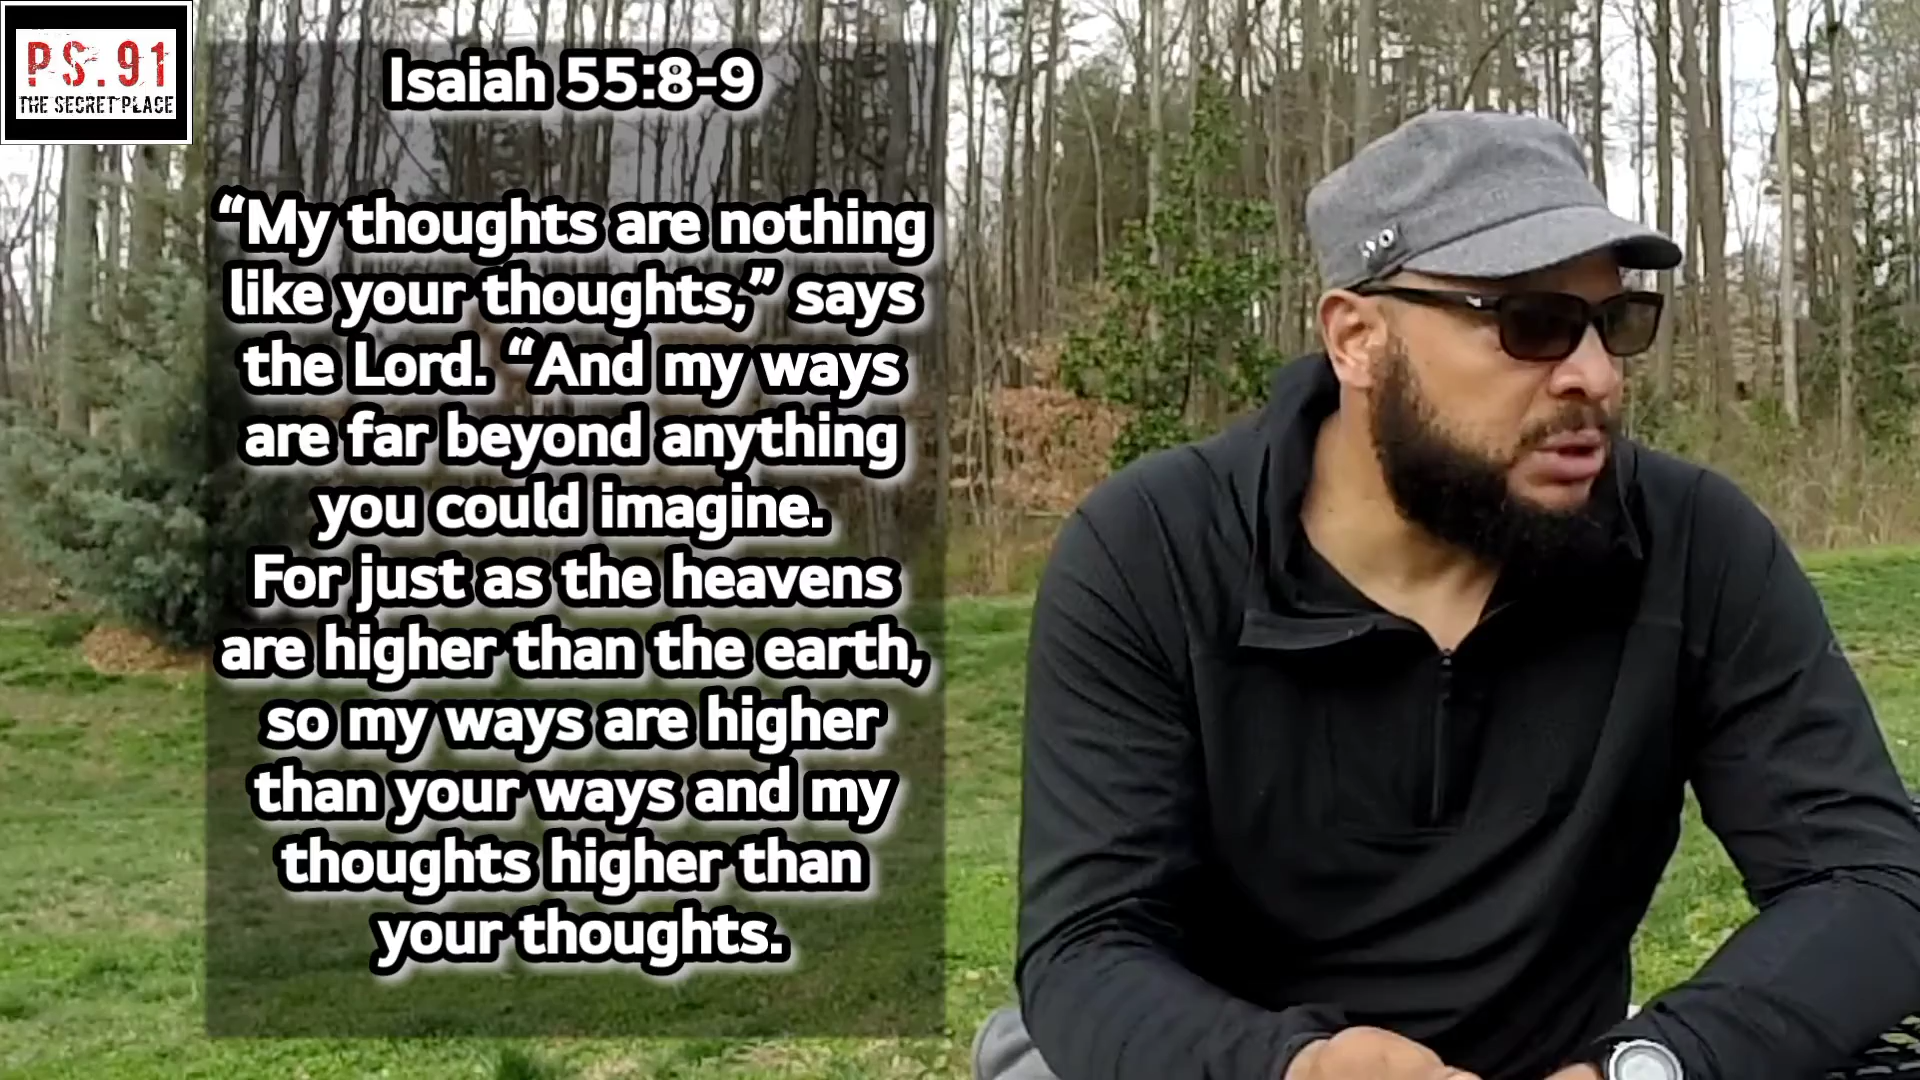 PS.91
THE SECRET PLACE
Isaiah 55:8-9
“My thoughts are nothing
like your thoughts,” says
the Lord. “And my ways
are far beyond anything
you could imagine.
For just as the heavens
are higher than the earth,
so my ways are higher
than your ways and my
thoughts higher than
your thoughts.